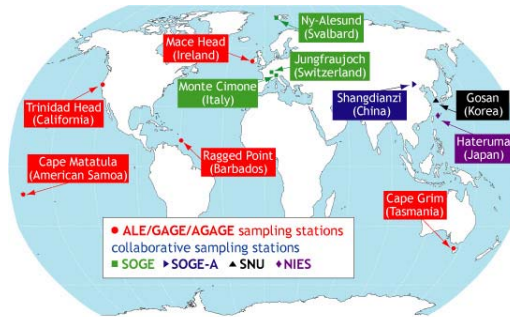 Ny-Alesund
(Svalbard)
Mace Head
(Ireland)
Jungfraujoch
(Switzerland)
Monte Cimone
(Italy)
Trinidad Head
(California)
Shangdianzi
(China)
Gosan
(Korea)
Hateruma
(Japan)
Cape Matatula
(American Samoa)
Ragged Point
(Barbados)
Cape Grim
(Tasmania)
ALE/GAGE/AGAGE sampling stations
collaborative sampling stations
SOGE SOGE-A SNU NIES